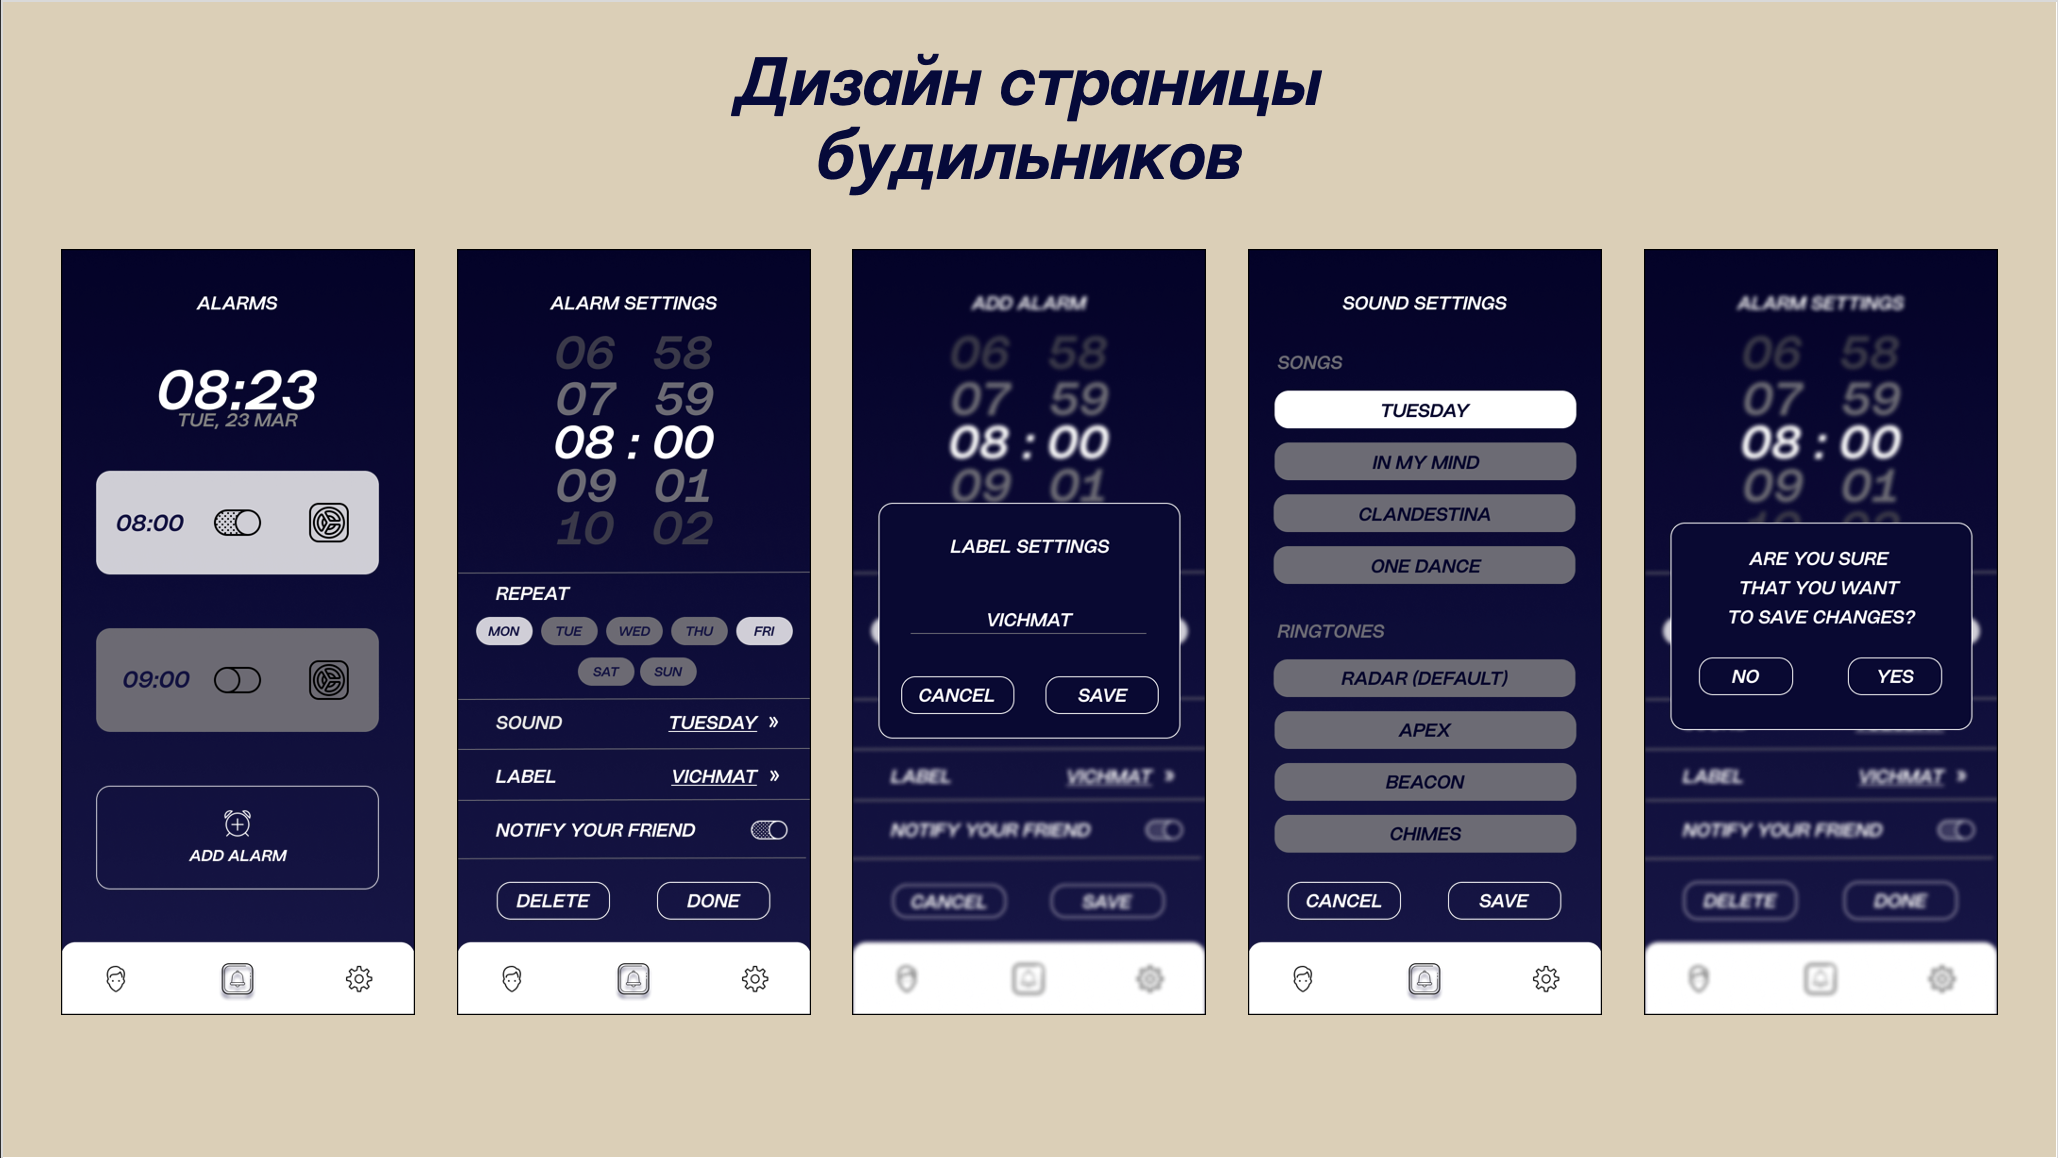 Дизайн страницы
будильников
ALARMS
08:23
TUE, 23 MAR
08:00
09:00
ADD ALARM
ALARM SETTINGS
06 58
07 59
08 : 00
09 01
10 02
REPEAT
MON TUE WED THU FRI
SAT SUN
SOUND TUESDAY »
LABEL VICHMAT »
NOTIFY YOUR FRIEND
DELETE DONE
ADD ALARM
06 58
07 59
08 : 00
09 01
LABEL SETTINGS
VICHMAT
CANCEL SAVE
LABEL VICHMAT »
NOTIFY YOUR FRIEND
CANCEL SAVE
SOUND SETTINGS
SONGS
TUESDAY
IN MY MIND
CLANDESTINA
ONE DANCE
RINGTONES
RADAR (DEFAULT)
APEX
BEACON
CHIMES
CANCEL SAVE
ALARM SETTINGS
06 58
07 59
08 : 00
09 01
ARE YOU SURE
THAT YOU WANT
TO SAVE CHANGES?
NO YES
LABEL VICHMAT »
NOTIFY YOUR FRIEND
DELETE DONE